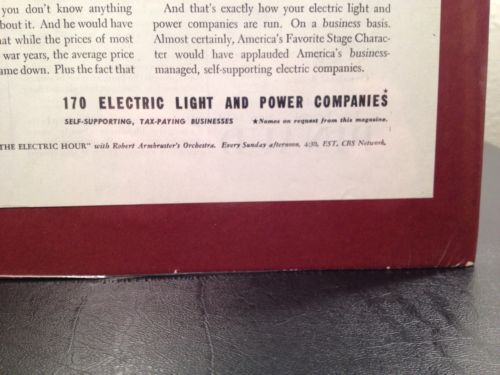 you don't know anything
bout it. And he would have
at while the prices of most
war years, the average price
ame down. Plus the fact that
And that's exactly how your electric light and
power companies are run. On a business basis.
Almost certainly, America's Favorite Stage Charac-
ter would have applauded America's business-
managed, self-supporting electric companies.
170 ELECTRIC LIGHT AND POWER COMPANIES*
SELF-SUPPORTING, TAX-PAYING BUSINESSES ★Names on request from this magazine.
THE ELECTRIC HOUR" with Robert Armbruster's Orchestra. Every Sunday afternoon, 4:30, EST, CBS Network.